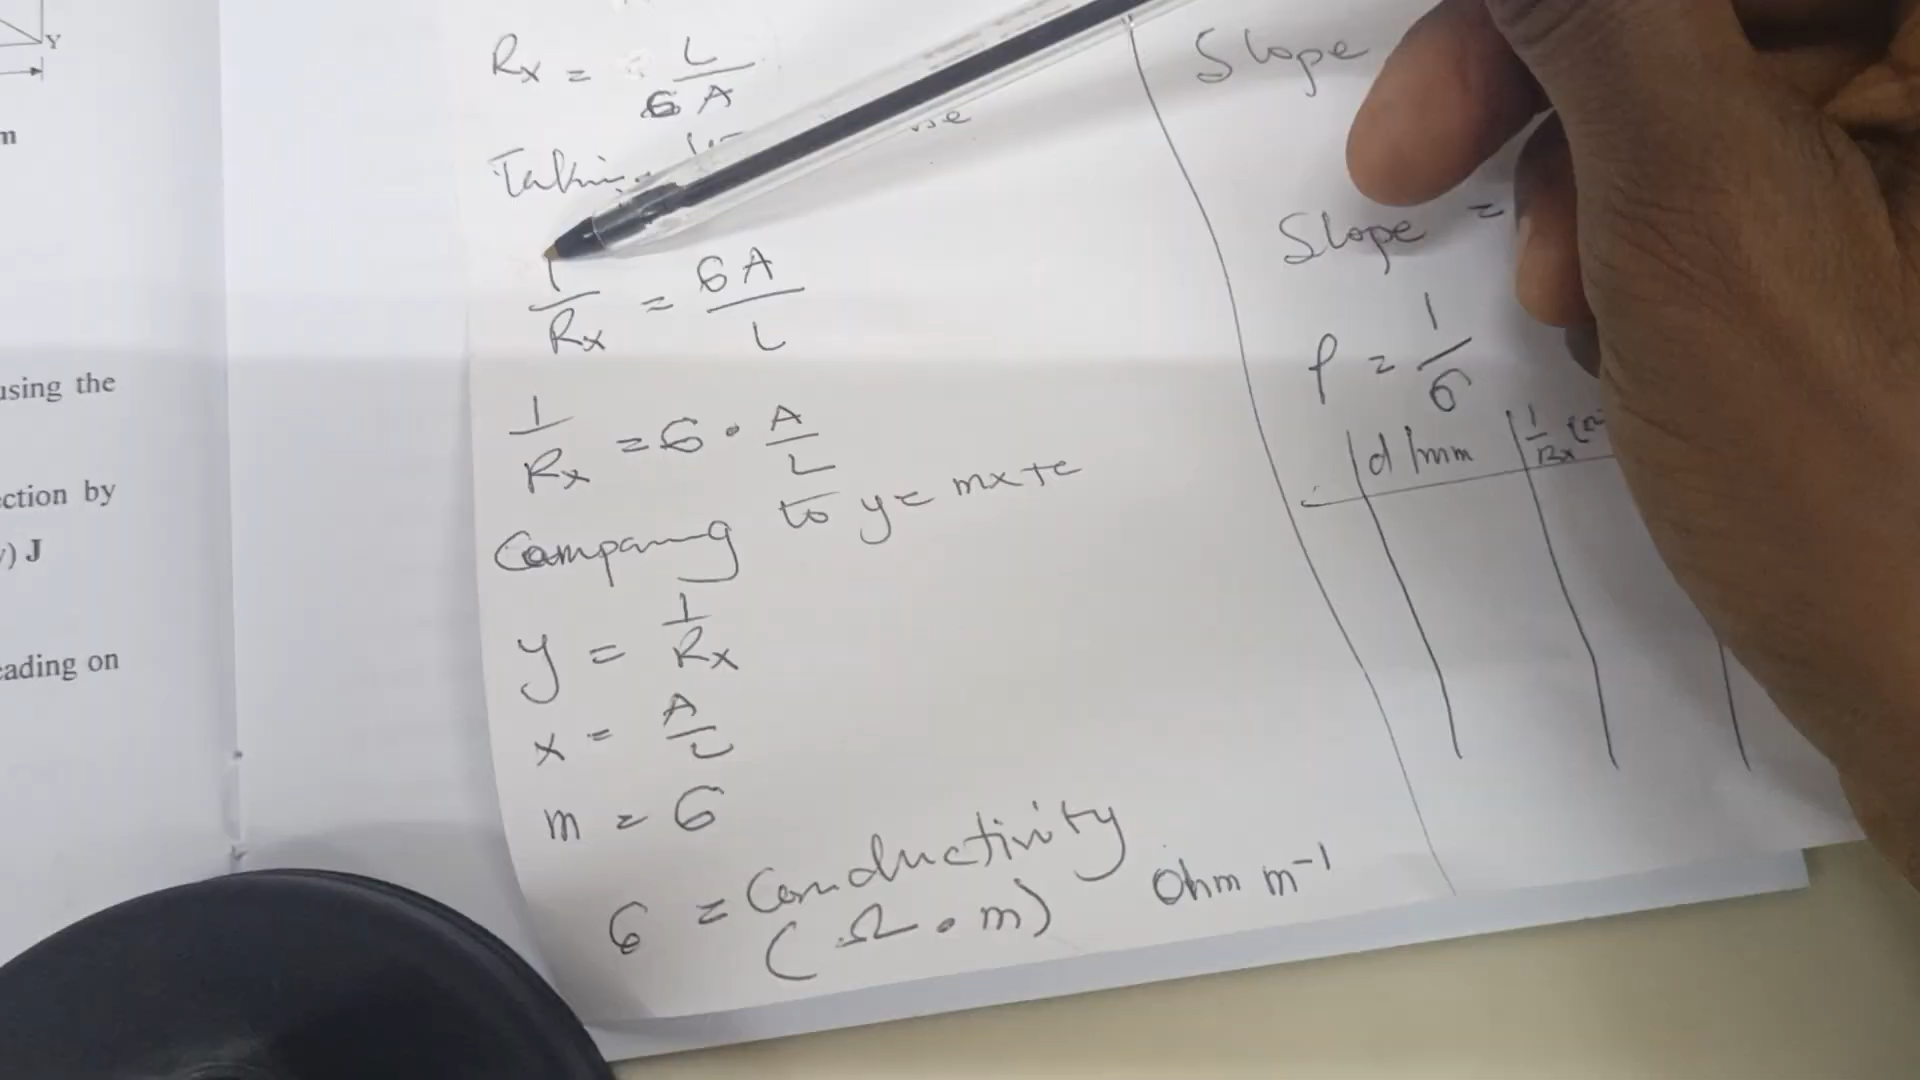 Y
m
using the
ction by
) J
eading on
Rx = L / σA
Taking
1/Rx = σA / L
1/Rx = σ · A/L
Comparing to y = mx + c
y = 1/Rx
x = A/L
m = σ
σ = Conductivity
(Ω · m) Ohm m⁻¹
Slope
Slope =
ρ = 1/σ
d/mm 1/Rx